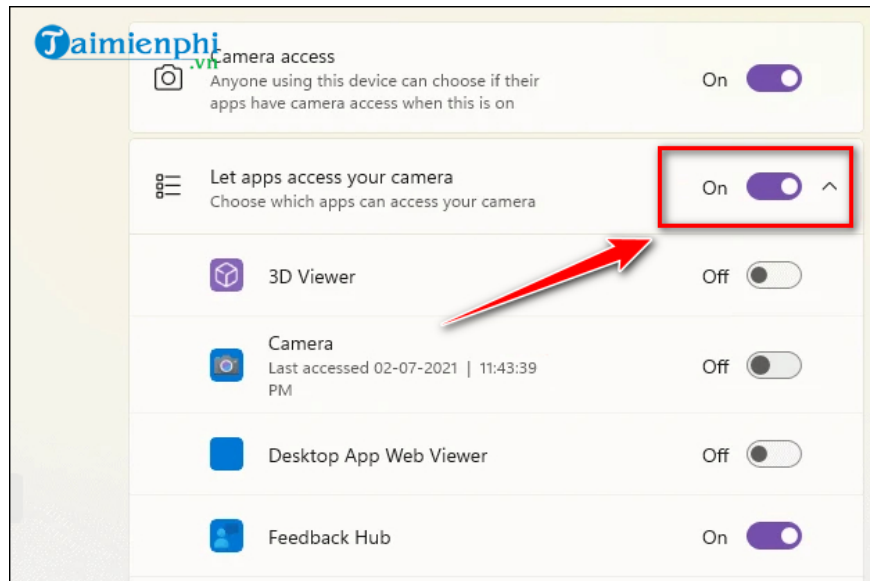 Taimienphi
.vn
Camera access
Anyone using this device can choose if their
apps have camera access when this is on
On
Let apps access your camera
Choose which apps can access your camera
On
3D Viewer
Off
Camera
Last accessed 02-07-2021 | 11:43:39
PM
Off
Desktop App Web Viewer
Off
Feedback Hub
On